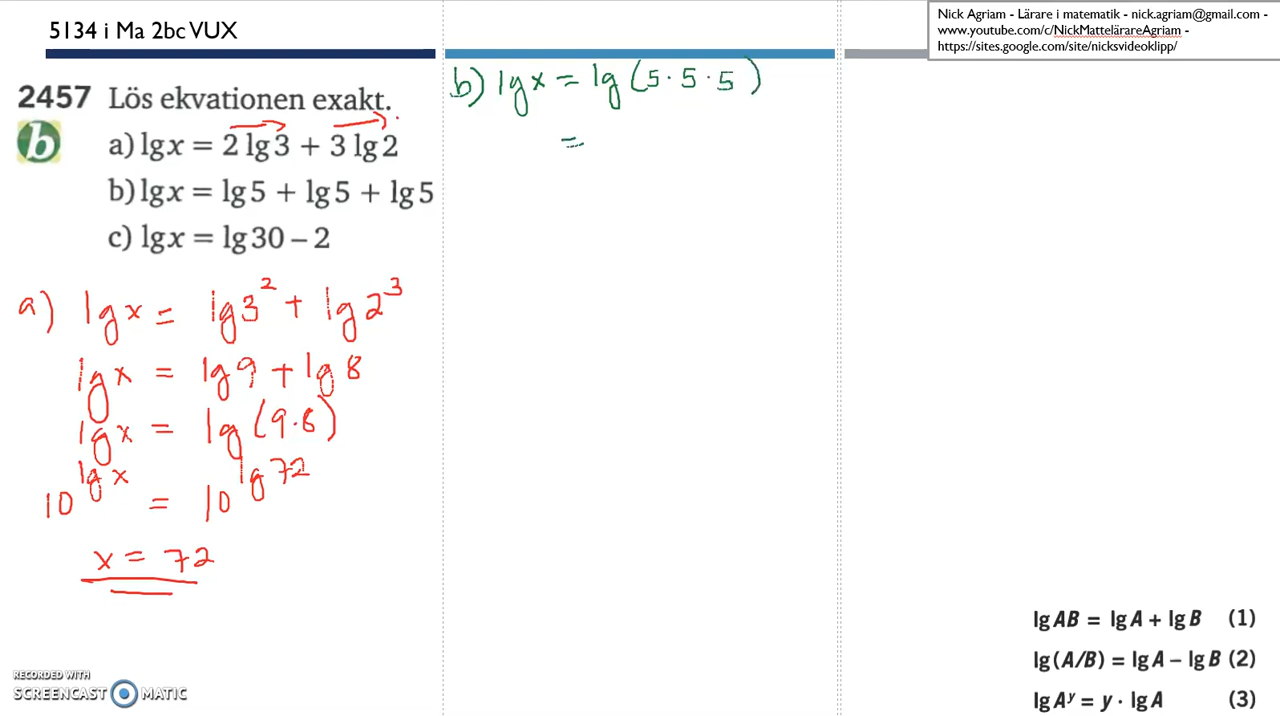 5134 i Ma 2bc VUX
Nick Agriam - Lärare i matematik - nick.agriam@gmail.com -
www.youtube.com/c/NickMattelärareAgriam -
https://sites.google.com/site/nicksvideoklipp/
2457 Lös ekvationen exakt.
b
a) lg x = 2 lg 3 + 3 lg 2
b) lg x = lg 5 + lg 5 + lg 5
c) lg x = lg 30 – 2
a) lg x = lg 3² + lg 2³
lg x = lg 9 + lg 8
lg x = lg (9·8)
10^(lg x) = 10^(lg 72)
x = 72
b) lg x = lg (5·5·5)
=
lg AB = lg A + lg B (1)
lg (A/B) = lg A – lg B (2)
lg Aʸ = y · lg A (3)
RECORDED WITH
SCREENCAST MATIC